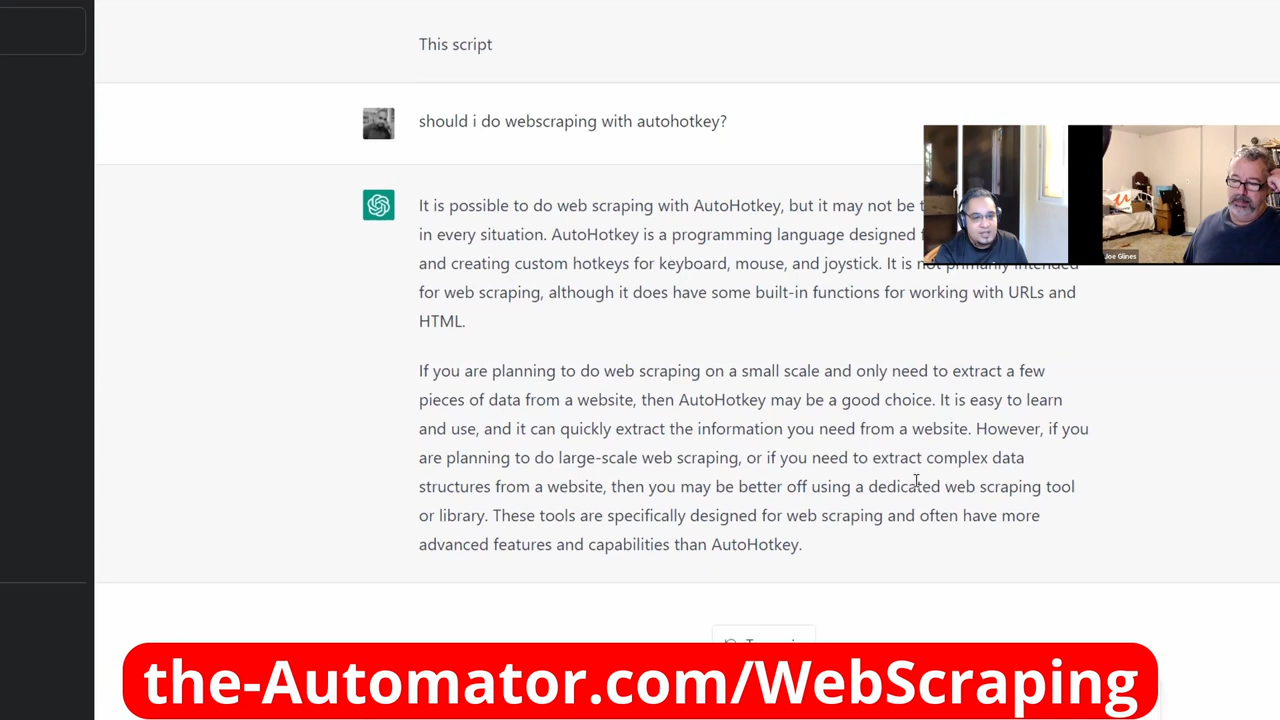 This script
should i do webscraping with autohotkey?
It is possible to do web scraping with AutoHotkey, but it may not be
in every situation. AutoHotkey is a programming language designed
and creating custom hotkeys for keyboard, mouse, and joystick. It is not primarily intended
for web scraping, although it does have some built-in functions for working with URLs and
HTML.
If you are planning to do web scraping on a small scale and only need to extract a few
pieces of data from a website, then AutoHotkey may be a good choice. It is easy to learn
and use, and it can quickly extract the information you need from a website. However, if you
are planning to do large-scale web scraping, or if you need to extract complex data
structures from a website, then you may be better off using a dedicated web scraping tool
or library. These tools are specifically designed for web scraping and often have more
advanced features and capabilities than AutoHotkey.
Joe Glines
the-Automator.com/WebScraping